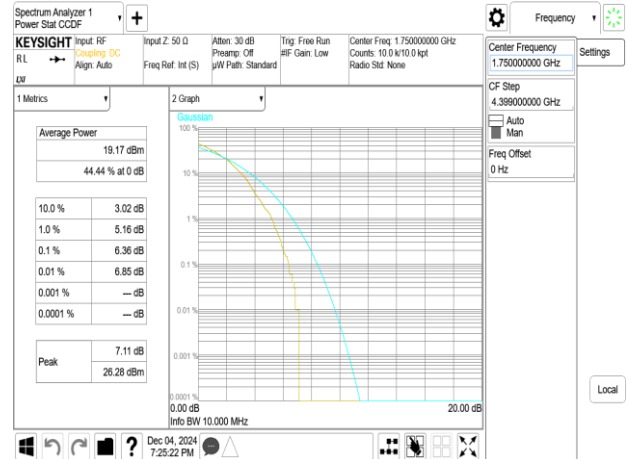 Spectrum Analyzer 1
Power Stat CCDF
Frequency
KEYSIGHT
RL
LXI
Input: RF
Coupling: DC
Align: Auto
Input Z: 50 Ω
Freq Ref: Int (S)
Atten: 30 dB
Preamp: Off
µW Path: Standard
Trig: Free Run
#IF Gain: Low
Center Freq: 1.750000000 GHz
Counts: 10.0 k/10.0 kpt
Radio Std: None
Center Frequency
1.750000000 GHz
Settings
CF Step
4.399000000 GHz
Auto
Man
Freq Offset
0 Hz
Local
1 Metrics
Average Power
19.17 dBm
44.44 % at 0 dB
10.0 % 3.02 dB
1.0 % 5.16 dB
0.1 % 6.36 dB
0.01 % 6.85 dB
0.001 % --- dB
0.0001 % --- dB
Peak
7.11 dB
26.28 dBm
2 Graph
Gaussian
100 %
10 %
1 %
0.1 %
0.01 %
0.001 %
0.0001 %
0.00 dB 20.00 dB
Info BW 10.000 MHz
?
Dec 04, 2024
7:25:22 PM